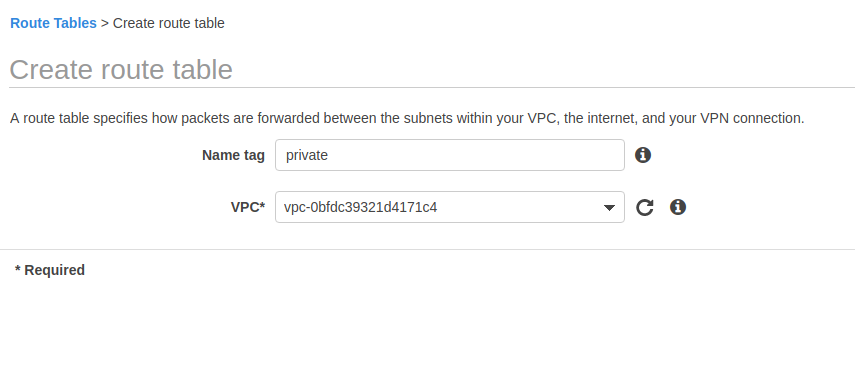 Route Tables > Create route table
Create route table
A route table specifies how packets are forwarded between the subnets within your VPC, the internet, and your VPN connection.
Name tag private
VPC* vpc-0bfdc39321d4171c4
* Required